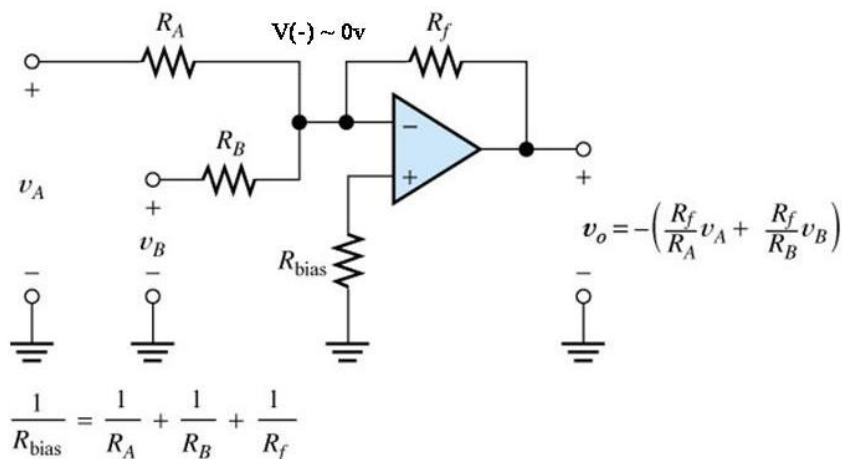 R_A
V(-) ~ 0v
R_f
+
R_B
−
v_A
+
+
+
v_B
R_bias
v_o = −(R_f/R_A v_A + R_f/R_B v_B)
−
−
−
1/R_bias = 1/R_A + 1/R_B + 1/R_f